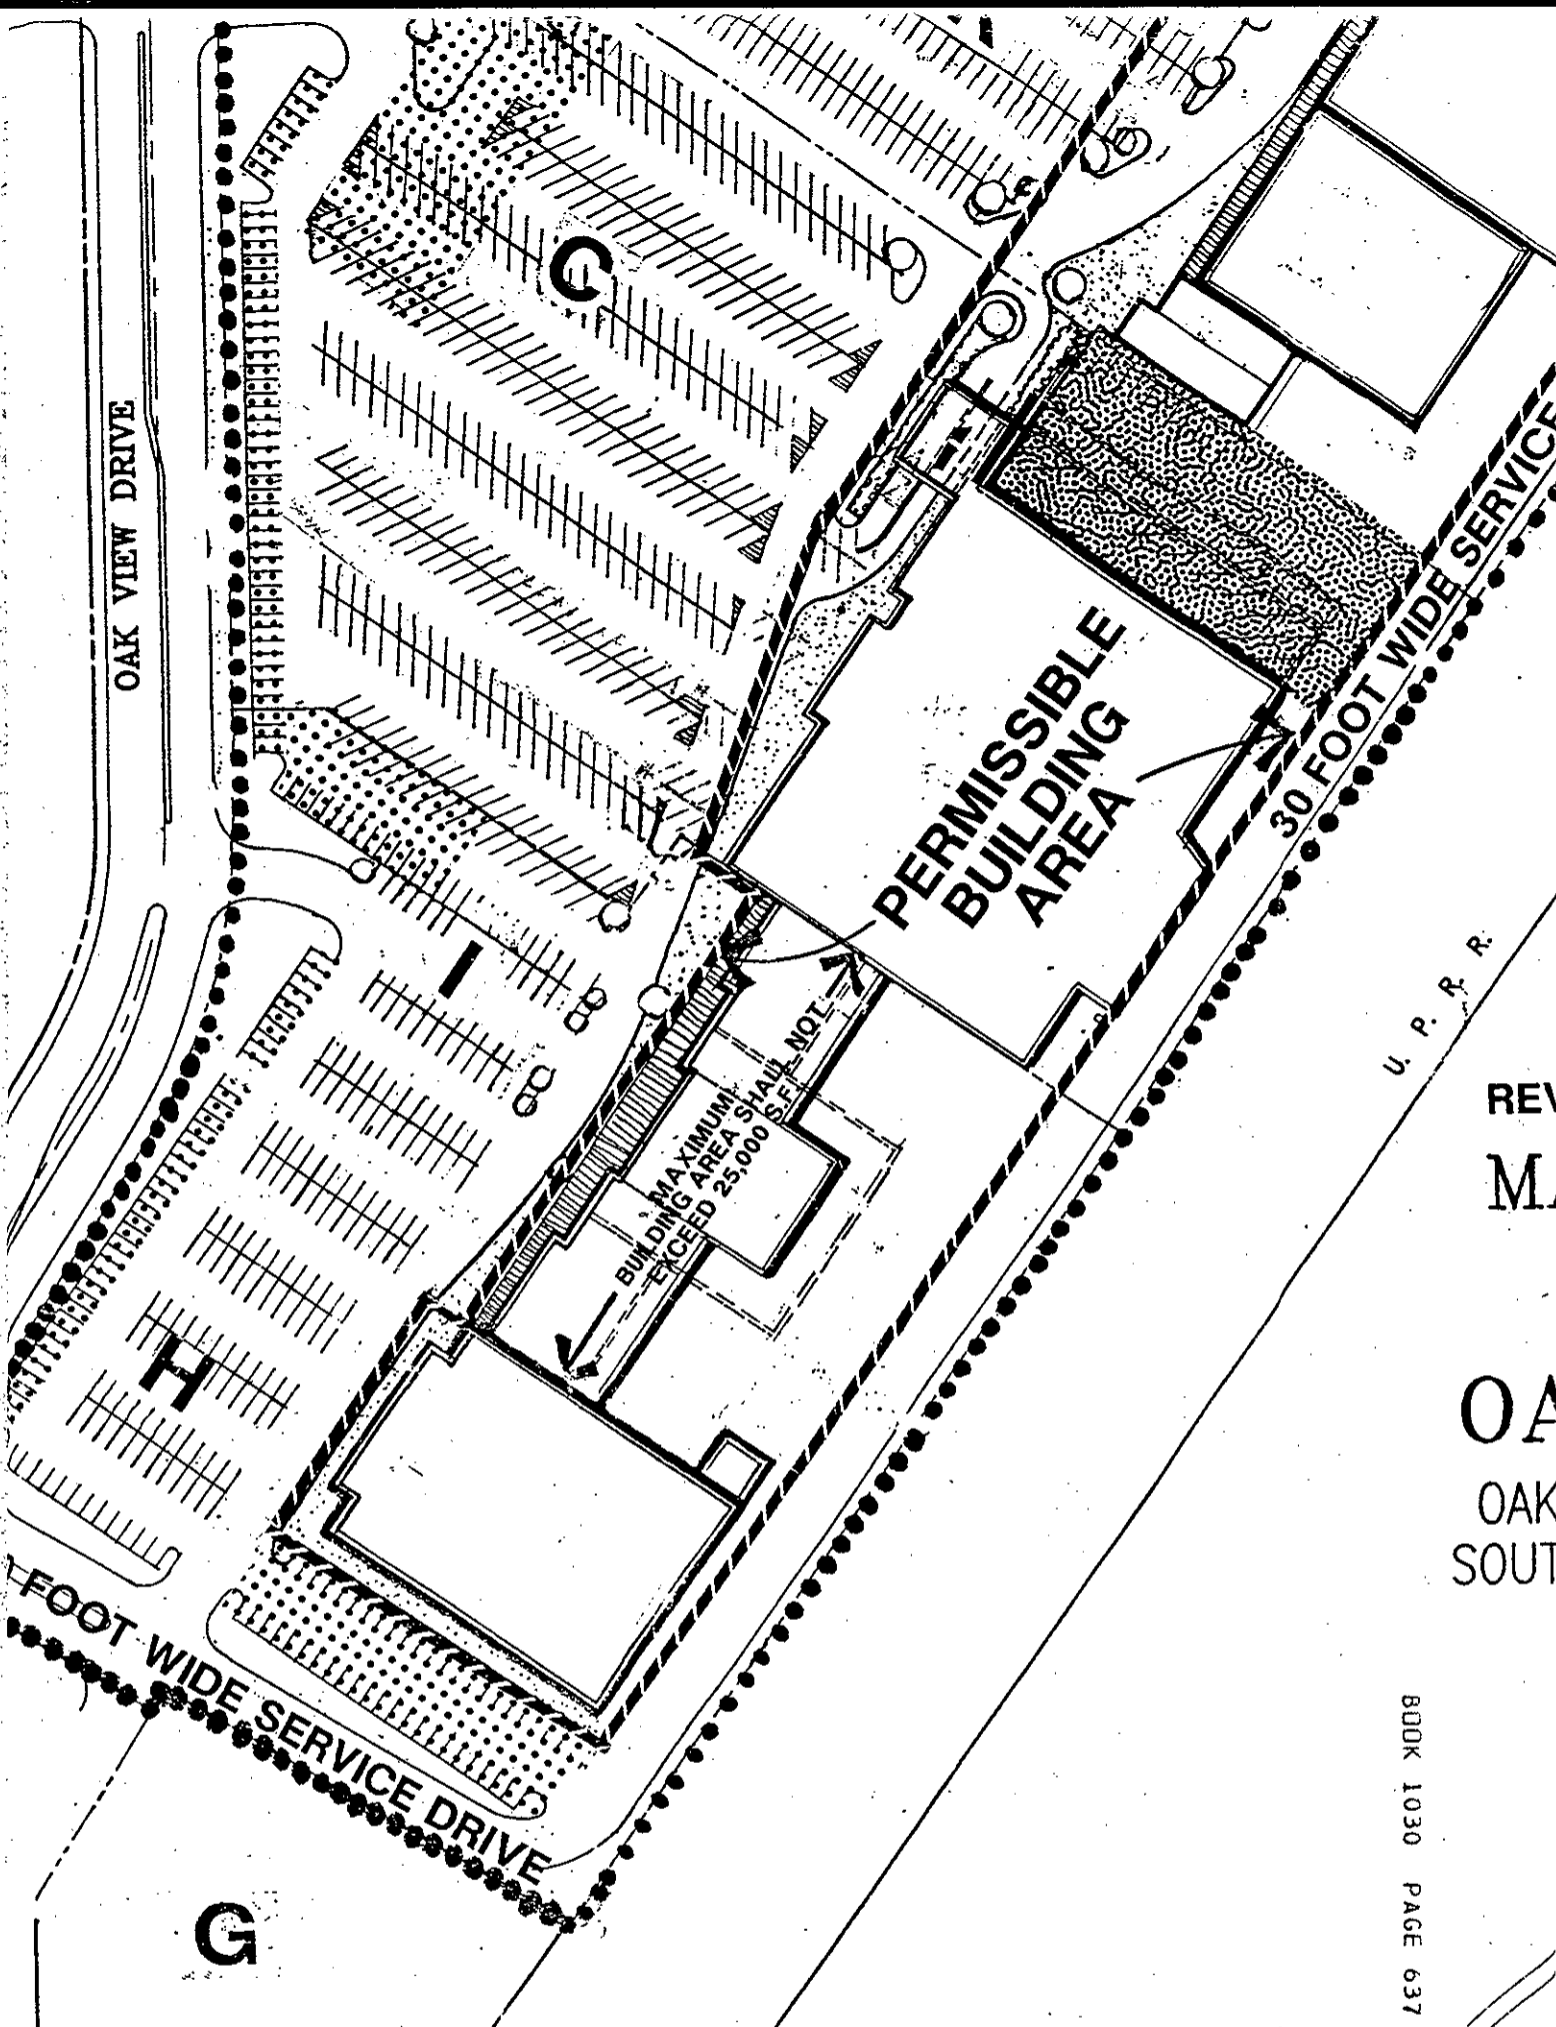 C
OAK VIEW DRIVE
30 FOOT WIDE SERVICE
PERMISSIBLE
BUILDING
AREA
I
U. P. R. R.
MAXIMUM
BUILDING AREA SHALL NOT
EXCEED 25,000 S.F.
H
FOOT WIDE SERVICE DRIVE
G
REV
MA
OA
OAK
SOUT
BOOK 1030 PAGE 637